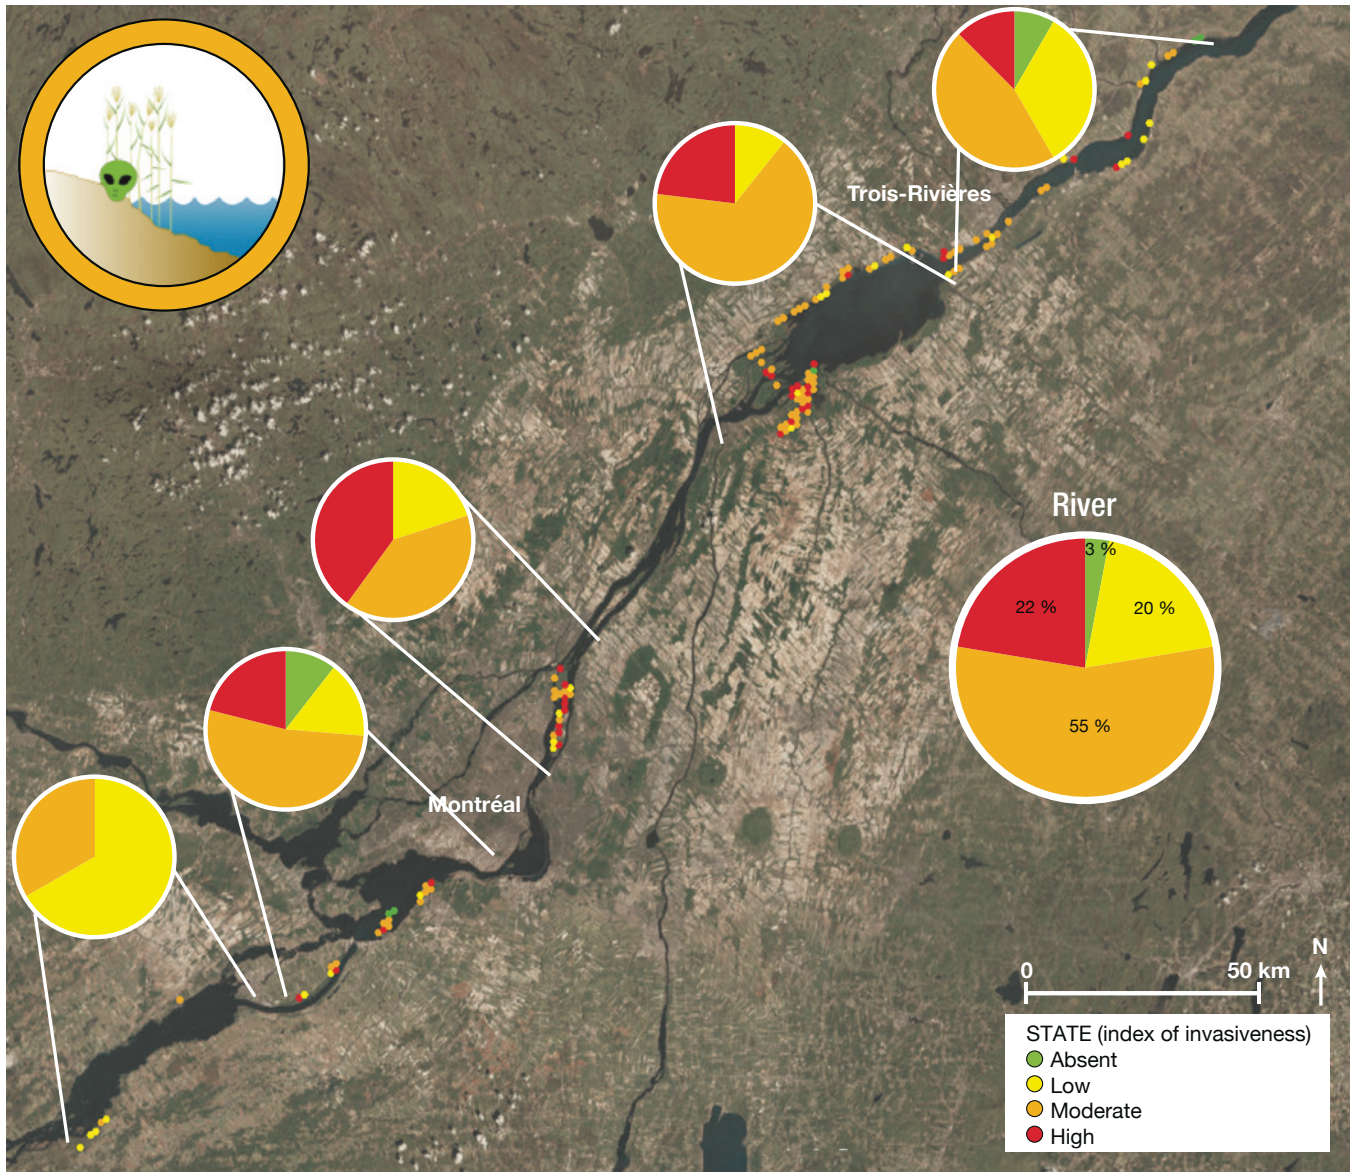 Trois-Rivières
River
3 %
22 %
20 %
55 %
Montréal
N
0
50 km
STATE (index of invasiveness)
Absent
Low
Moderate
High